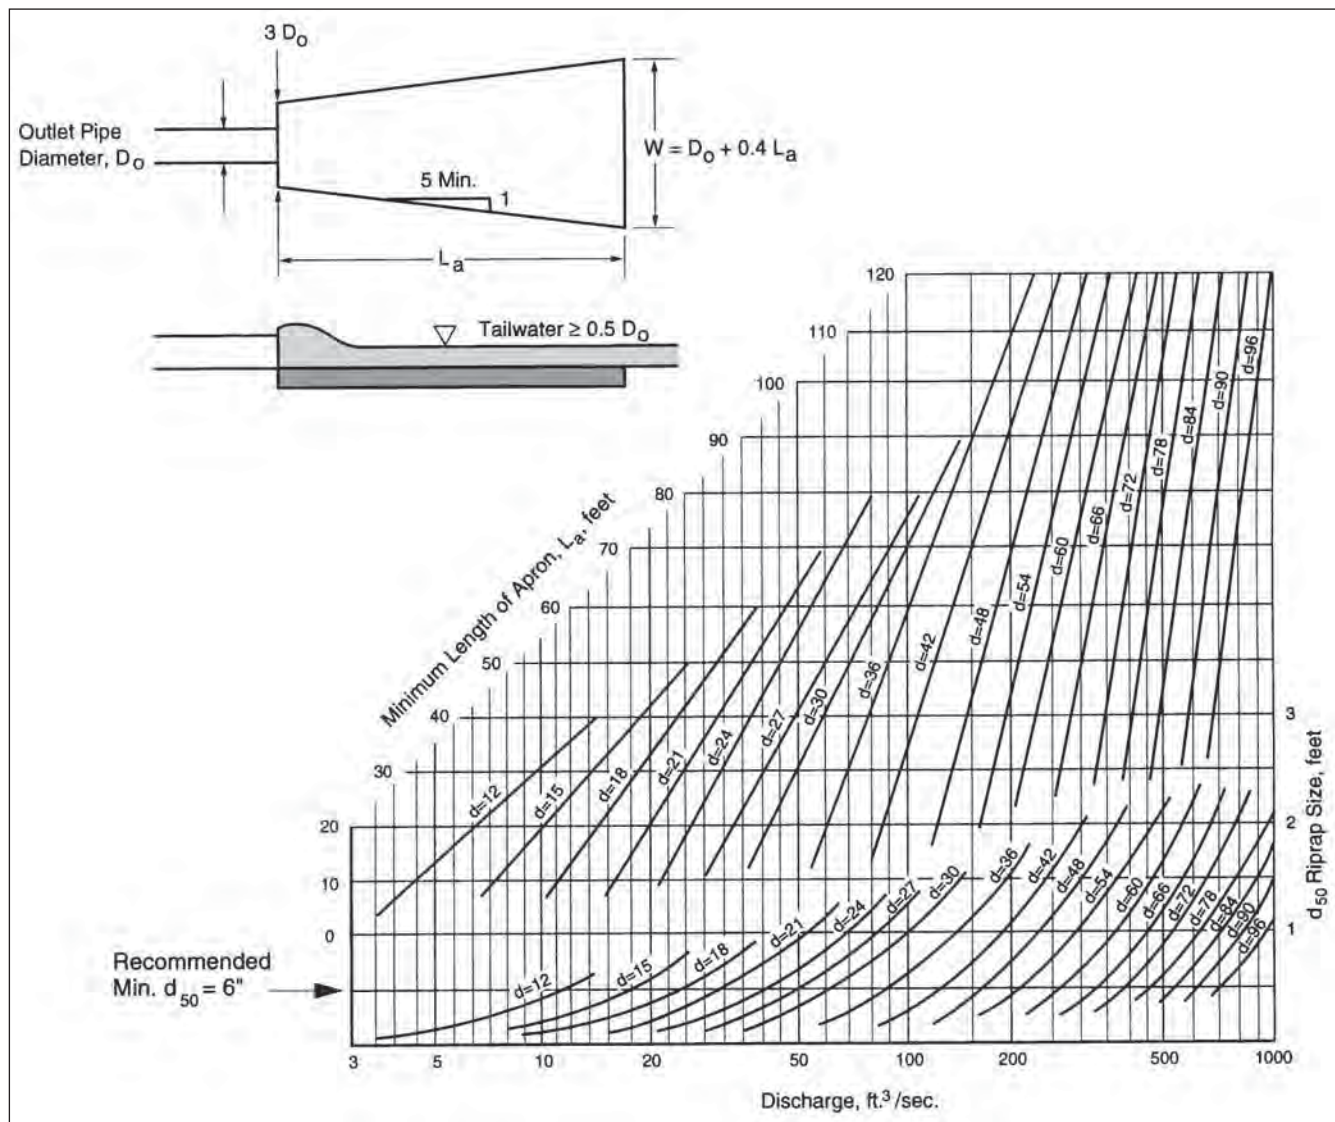 3 Do
Outlet Pipe
Diameter, Do
W = Do + 0.4 La
5 Min.
1
La
Tailwater ≥ 0.5 Do
Minimum Length of Apron, La, feet
120
110
100
90
80
70
60
50
40
30
20
10
0
d=12
d=15
d=18
d=21
d=24
d=27
d=30
d=36
d=42
d=48
d=54
d=60
d=66
d=72
d=78
d=84
d=90
d=96
3
2
1
d50 Riprap Size, feet
d=12
d=15
d=18
d=21
d=24
d=27
d=30
d=36
d=42
d=48
d=54
d=60
d=66
d=72
d=78
d=84
d=90
d=96
Recommended
Min. d50 = 6"
3 5 10 20 50 100 200 500 1000
Discharge, ft.³/sec.